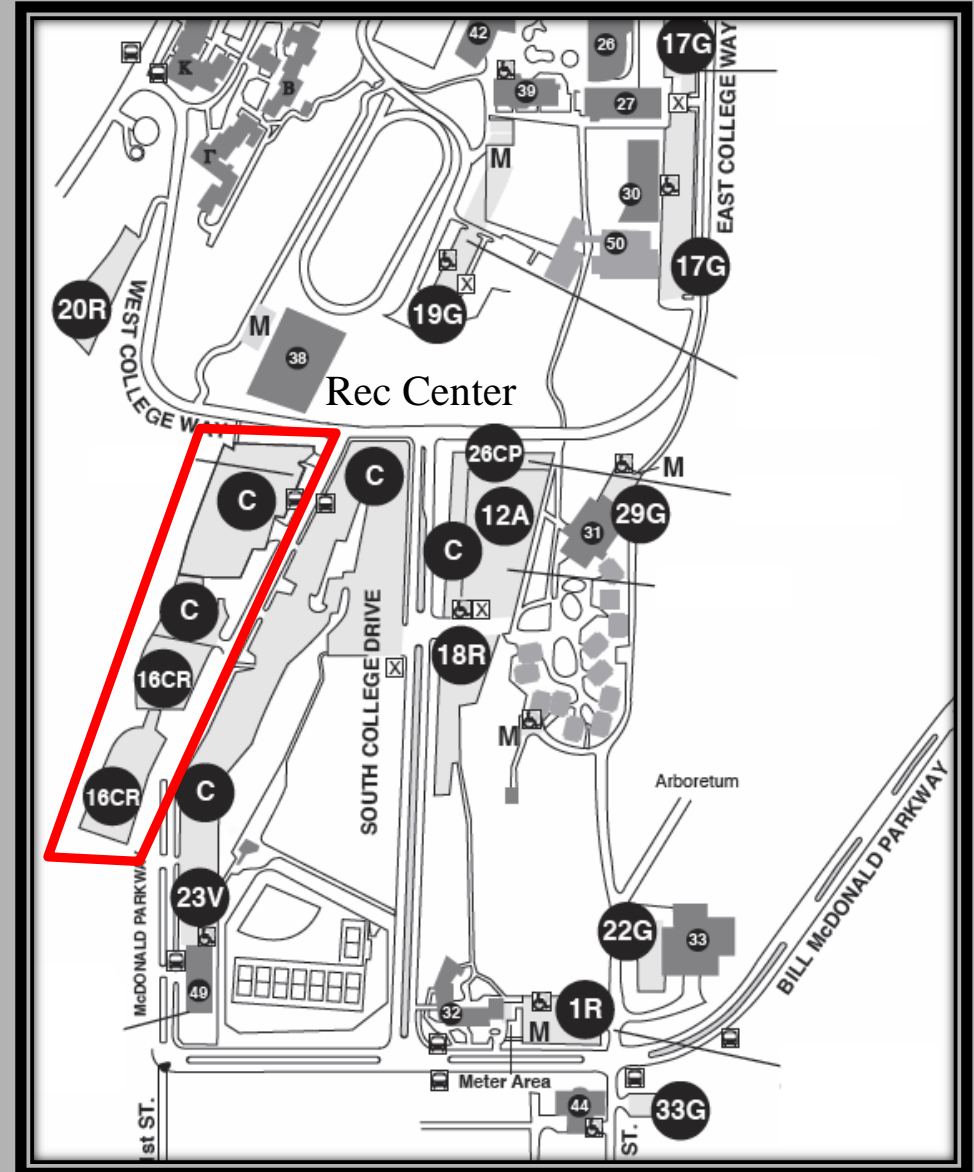 42
26
17G
K
B
39
27
X
EAST COLLEGE WAY
Γ
M
30
50
17G
20R
WEST COLLEGE WAY
X
19G
M
38
Rec Center
26CP
M
C
C
12A
29G
31
C
X
C
18R
16CR
X
SOUTH COLLEGE DRIVE
M
16CR
C
Arboretum
BILL McDONALD PARKWAY
McDONALD PARKWAY
23V
22G
33
49
32
1R
M
Meter Area
44
33G
1st ST.
ST.